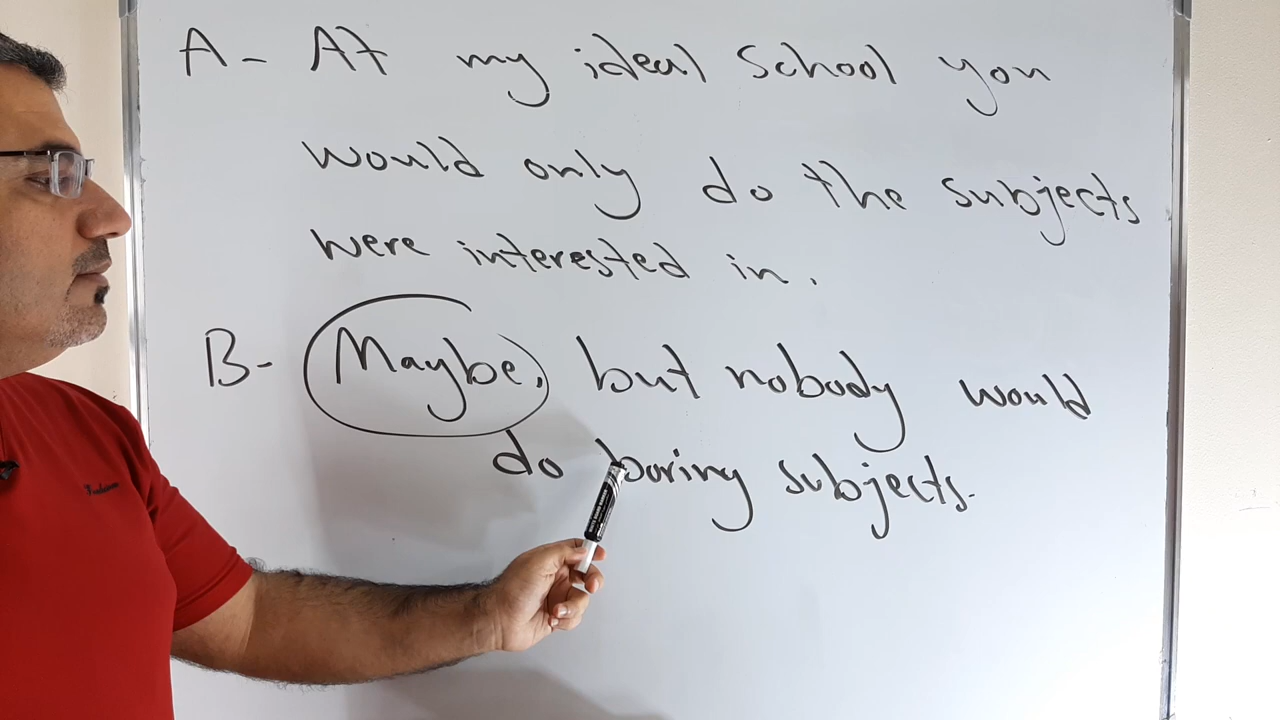 A- At my ideal school you
would only do the subjects
were interested in.
B- Maybe, but nobody would
do boring subjects.